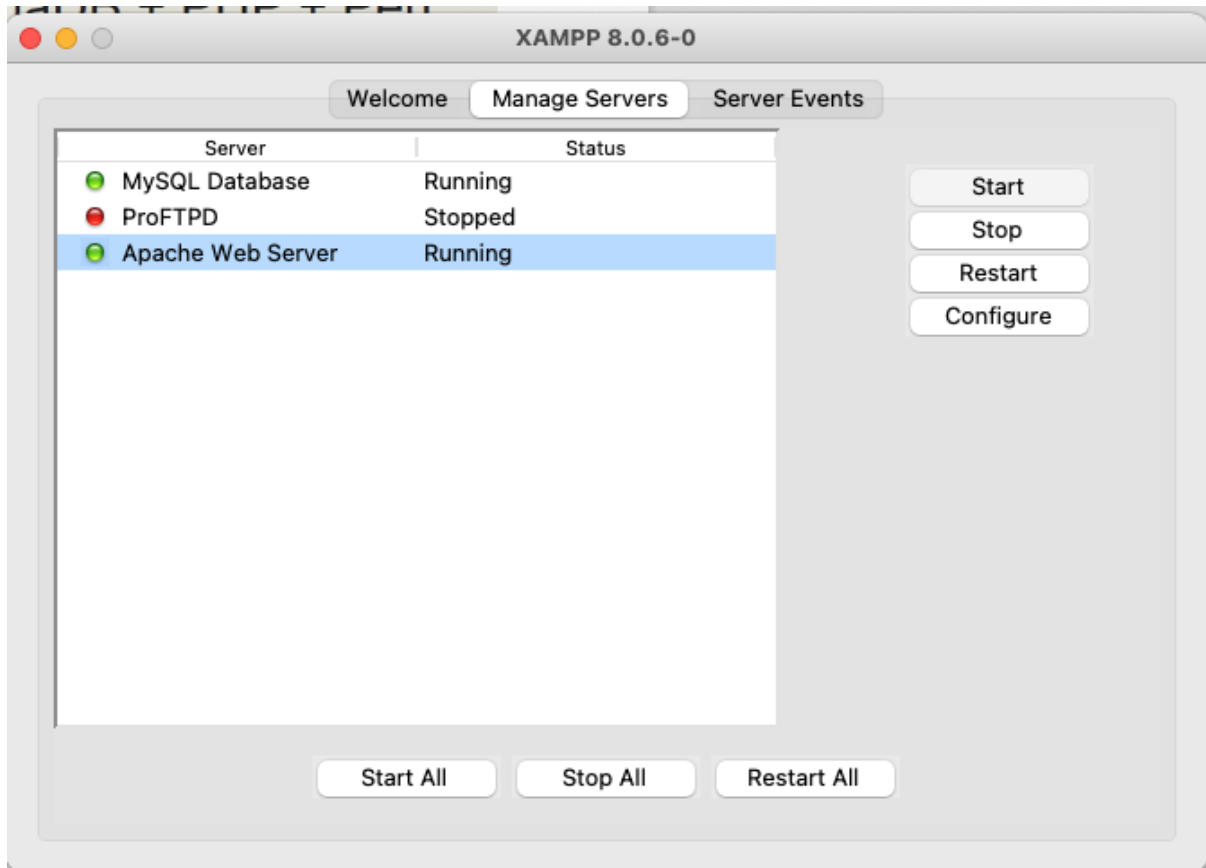 XAMPP 8.0.6-0
Welcome Manage Servers Server Events
Server Status
MySQL Database Running
ProFTPD Stopped
Apache Web Server Running
Start
Stop
Restart
Configure
Start All Stop All Restart All